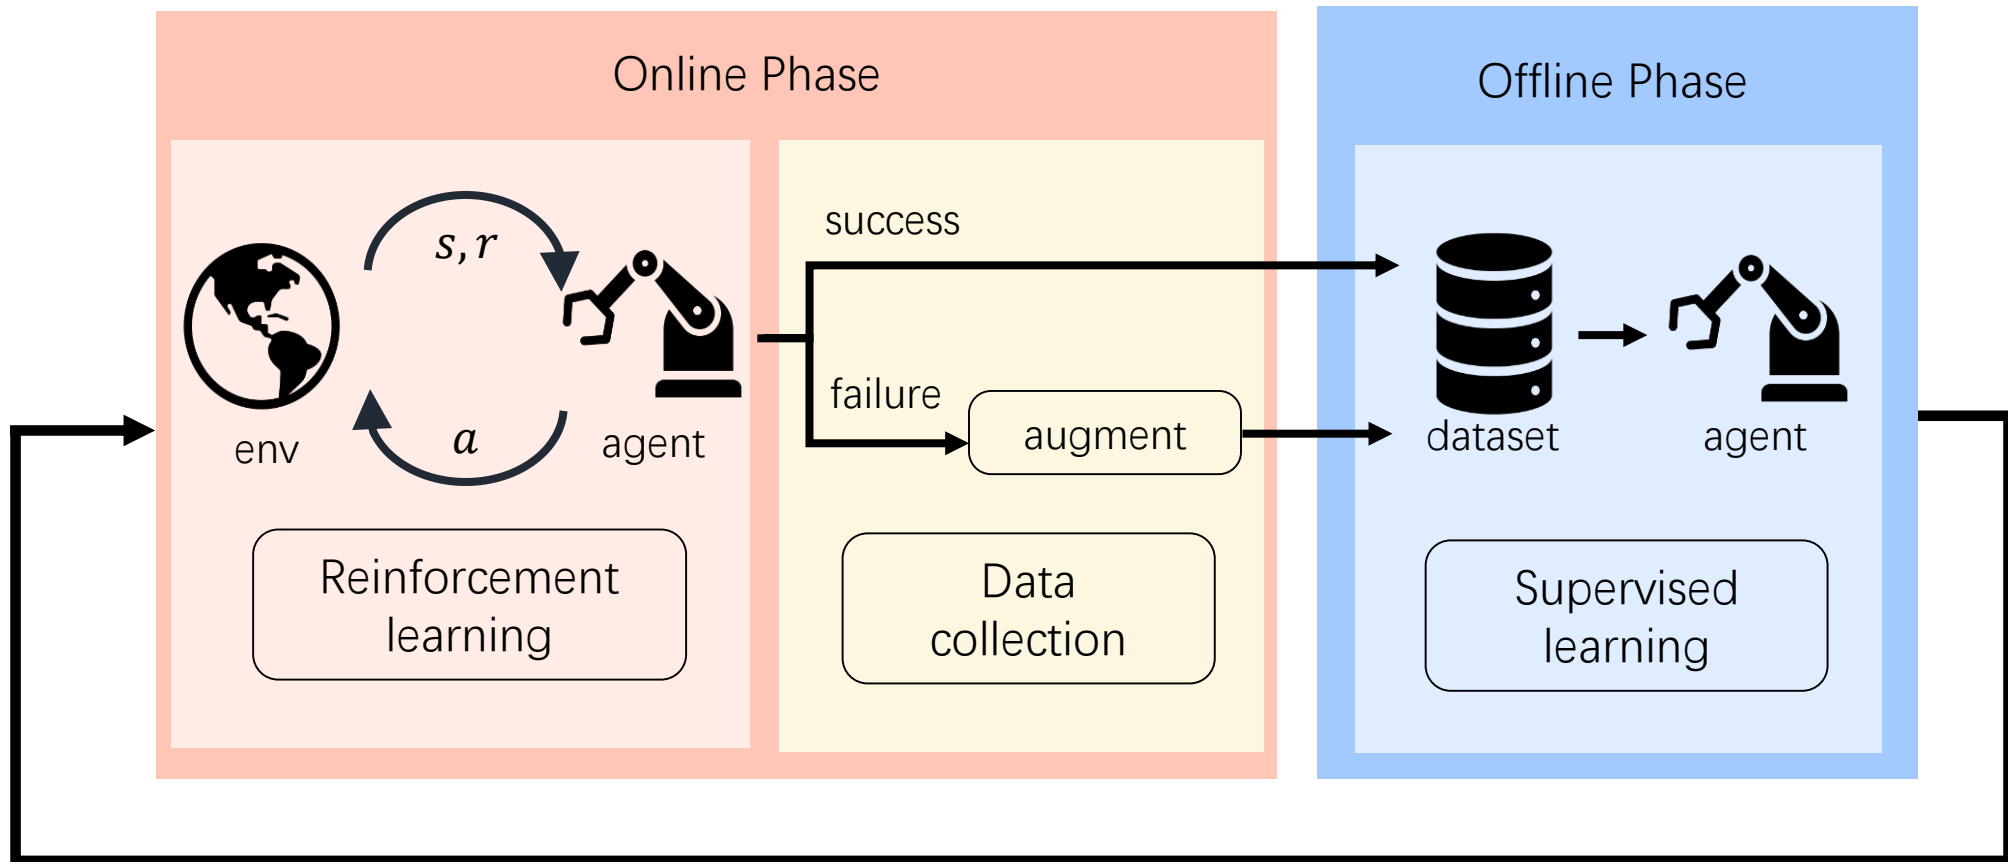 Online Phase
Offline Phase
s, r
a
env
agent
success
failure
augment
dataset
agent
Reinforcement
learning
Data
collection
Supervised
learning